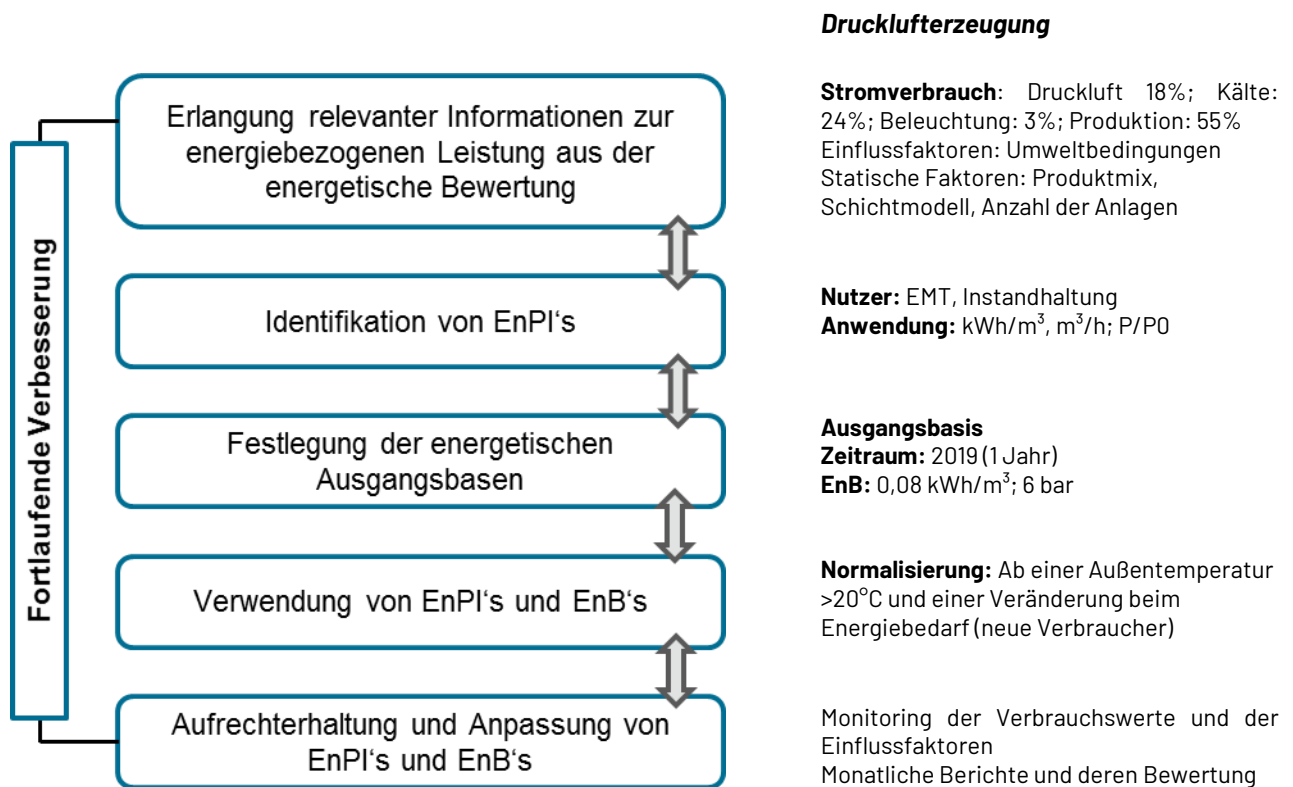 Druckluftterzeugung
Fortlaufende Verbesserung
Erlangung relevanter Informationen zur
energiebezogenen Leistung aus der
energetische Bewertung
Stromverbrauch: Druckluft 18%; Kälte:
24%; Beleuchtung: 3%; Produktion: 55%
Einflussfaktoren: Umweltbedingungen
Statische Faktoren: Produktmix,
Schichtmodell, Anzahl der Anlagen
Identifikation von EnPI‘s
Nutzer: EMT, Instandhaltung
Anwendung: kWh/m³, m³/h; P/P0
Festlegung der energetischen
Ausgangsbasen
Ausgangsbasis
Zeitraum: 2019 (1 Jahr)
EnB: 0,08 kWh/m³; 6 bar
Verwendung von EnPI‘s und EnB‘s
Normalisierung: Ab einer Außentemperatur
>20°C und einer Veränderung beim
Energiebedarf (neue Verbraucher)
Aufrechterhaltung und Anpassung von
EnPI‘s und EnB‘s
Monitoring der Verbrauchswerte und der
Einflussfaktoren
Monatliche Berichte und deren Bewertung